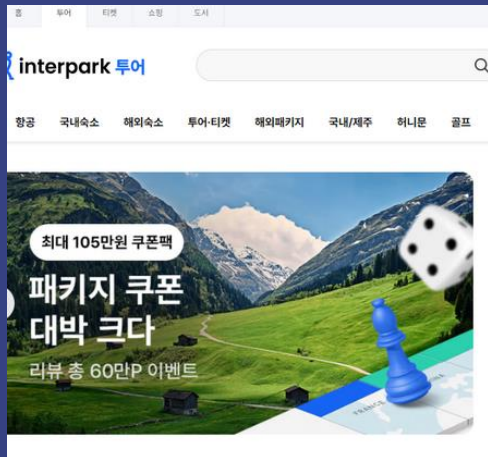 홈 투어 티켓 쇼핑 도서
interpark 투어
항공 국내숙소 해외숙소 투어·티켓 해외패키지 국내/제주 허니문 골프
최대 105만원 쿠폰팩
패키지 쿠폰
대박 크다
리뷰 총 60만P 이벤트
FRANCE